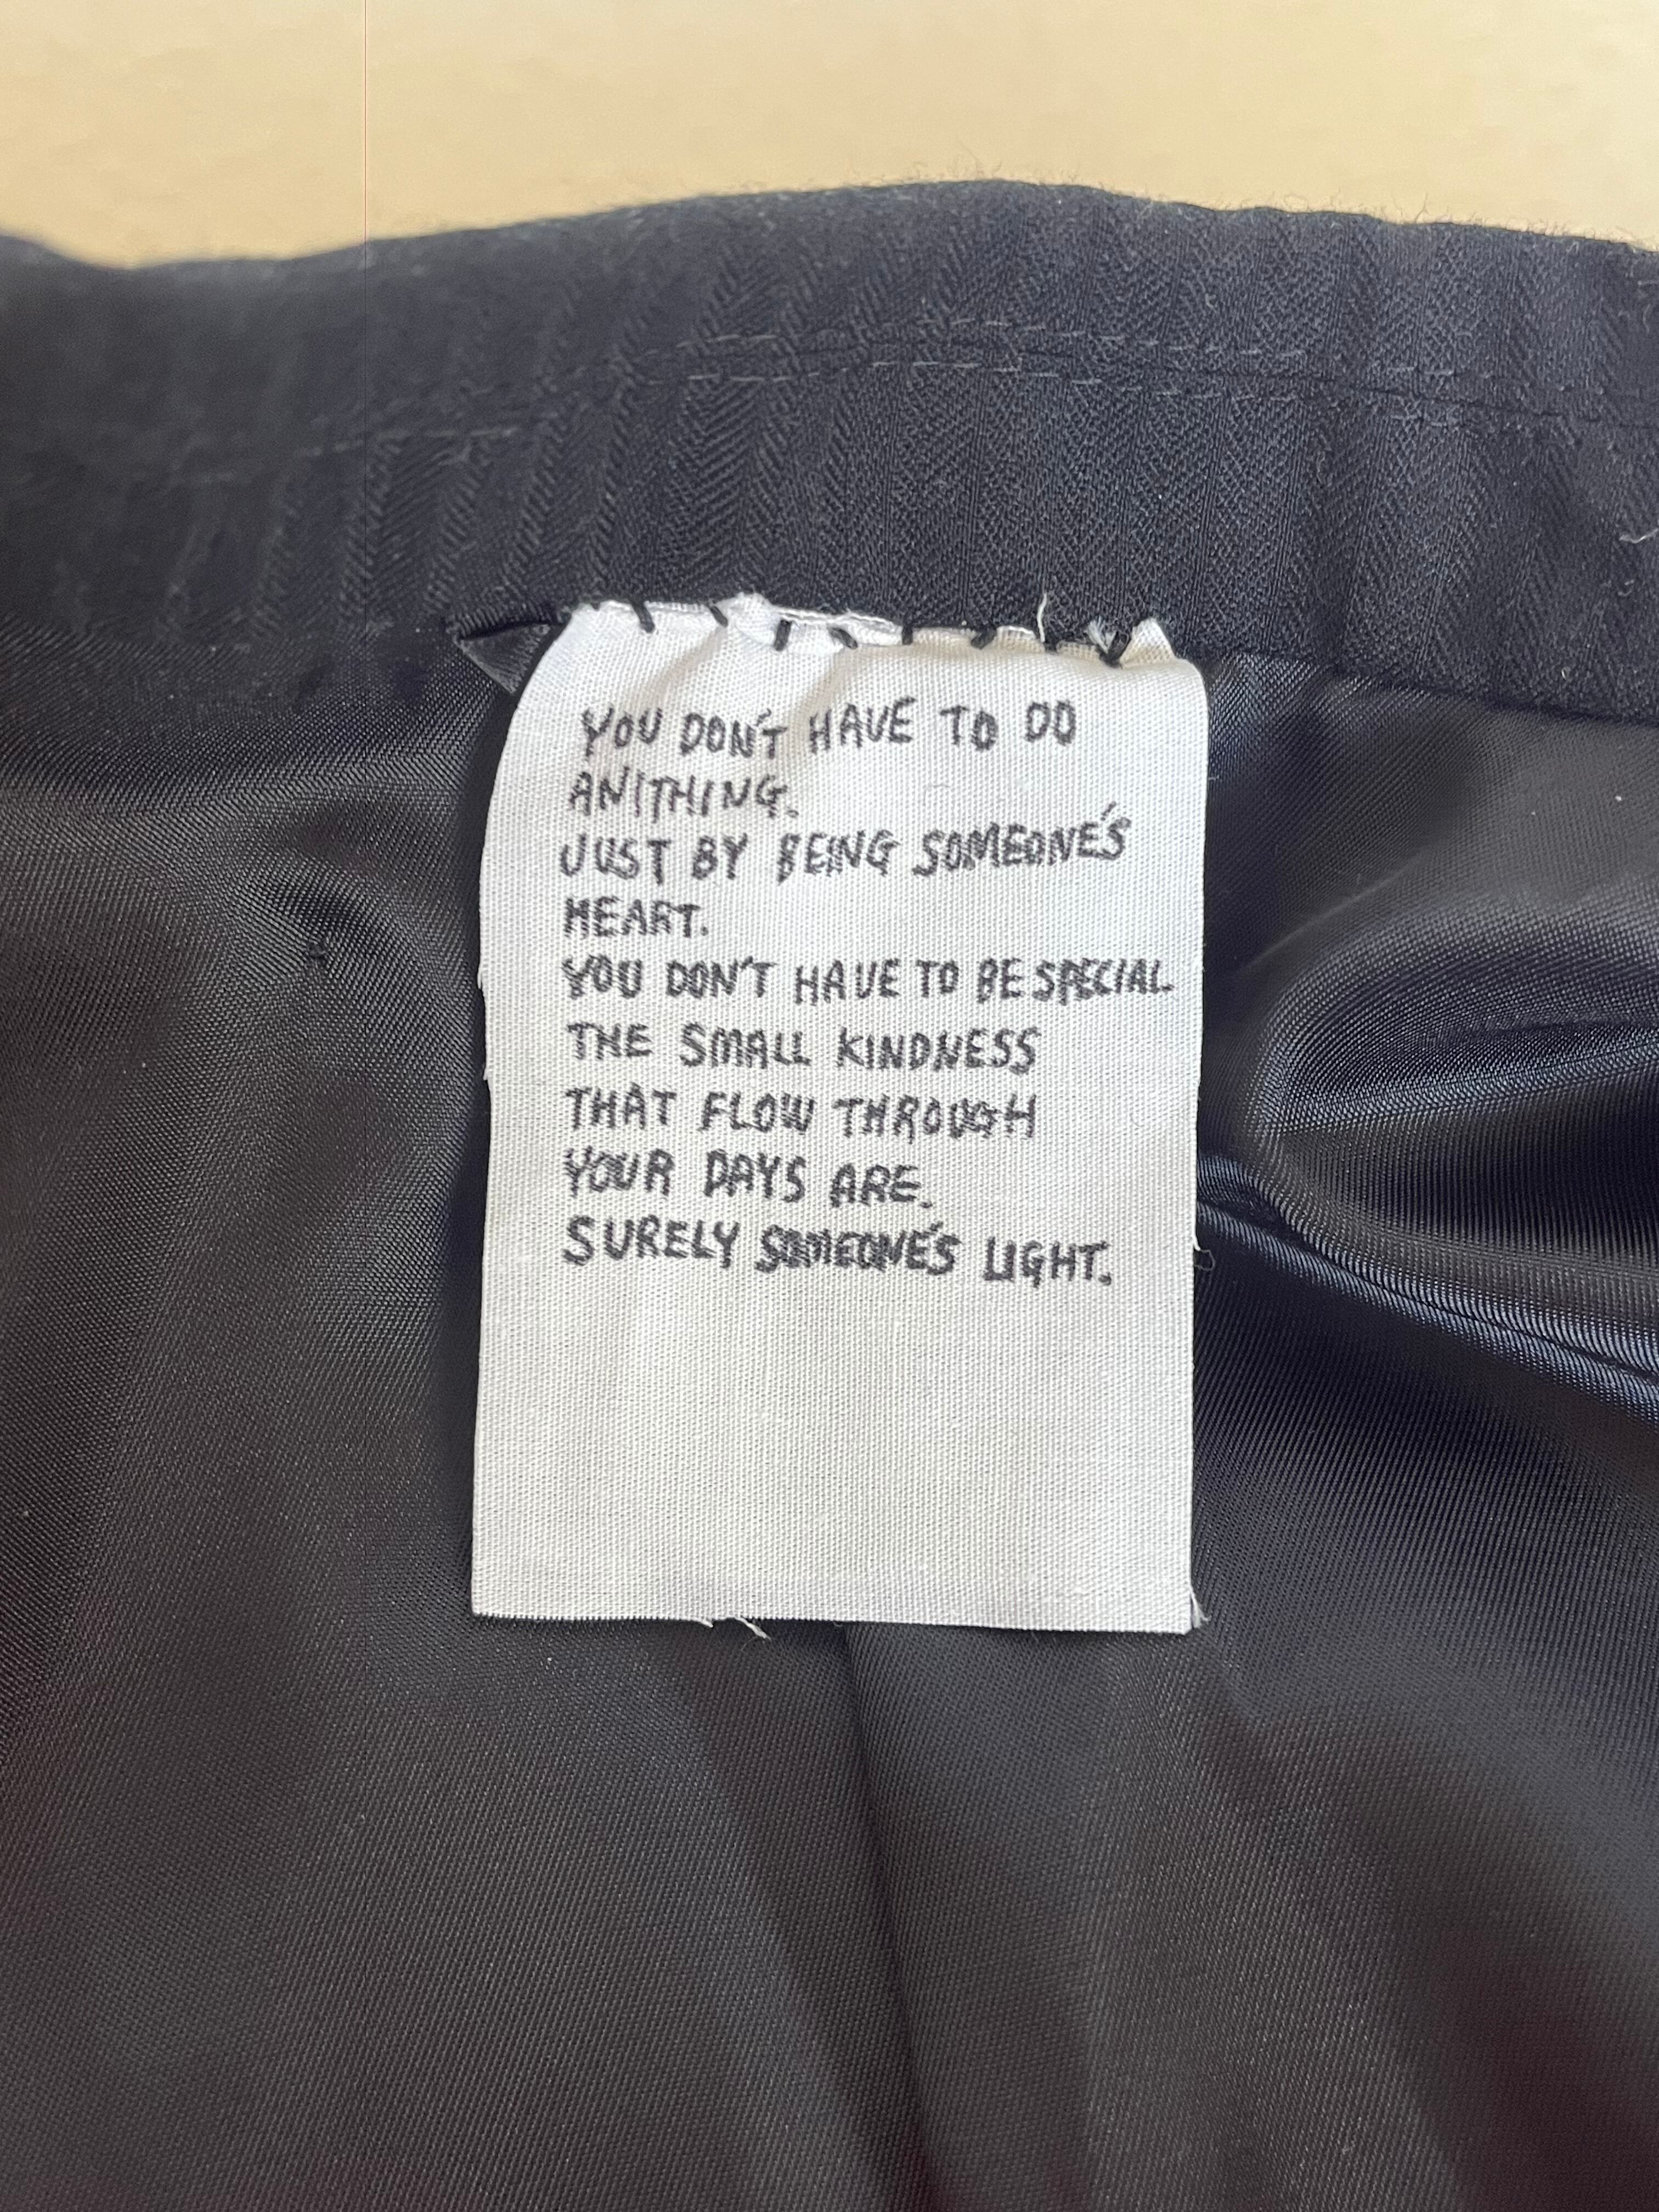 YOU DON'T HAVE TO DO
ANITHING.
JUST BY BEING SOMEONE'S
HEART.
YOU DON'T HAVE TO BE SPECIAL.
THE SMALL KINDNESS
THAT FLOW THROUGH
YOUR DAYS ARE.
SURELY SOMEONE'S LIGHT.